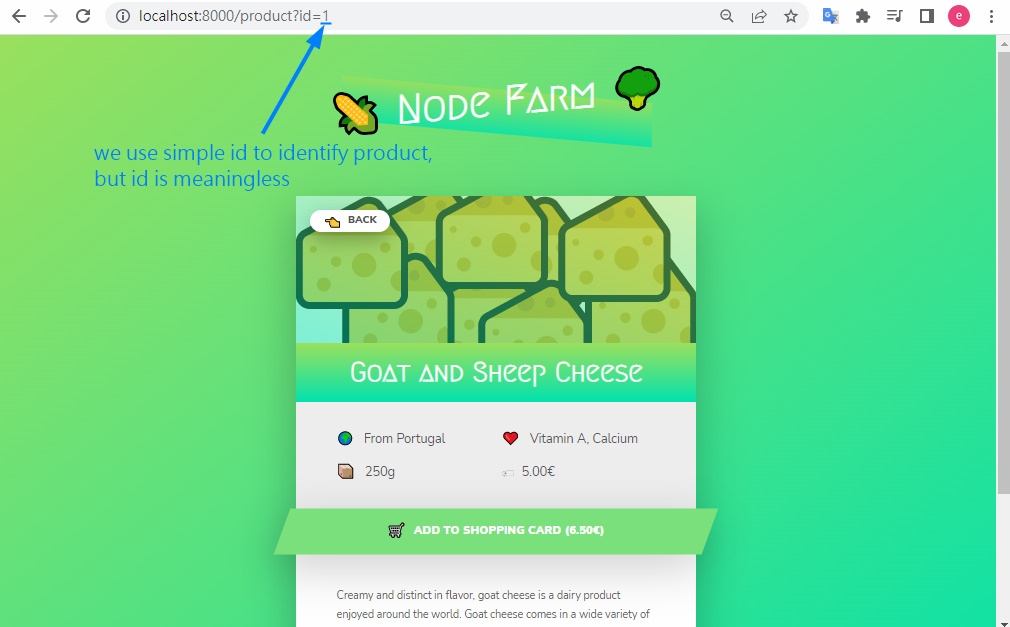 localhost:8000/product?id=1
e
Node Farm
we use simple id to identify product,
but id is meaningless
BACK
Goat and Sheep Cheese
From Portugal
Vitamin A, Calcium
250g
5.00€
ADD TO SHOPPING CARD (6.50€)
Creamy and distinct in flavor, goat cheese is a dairy product
enjoyed around the world. Goat cheese comes in a wide variety of